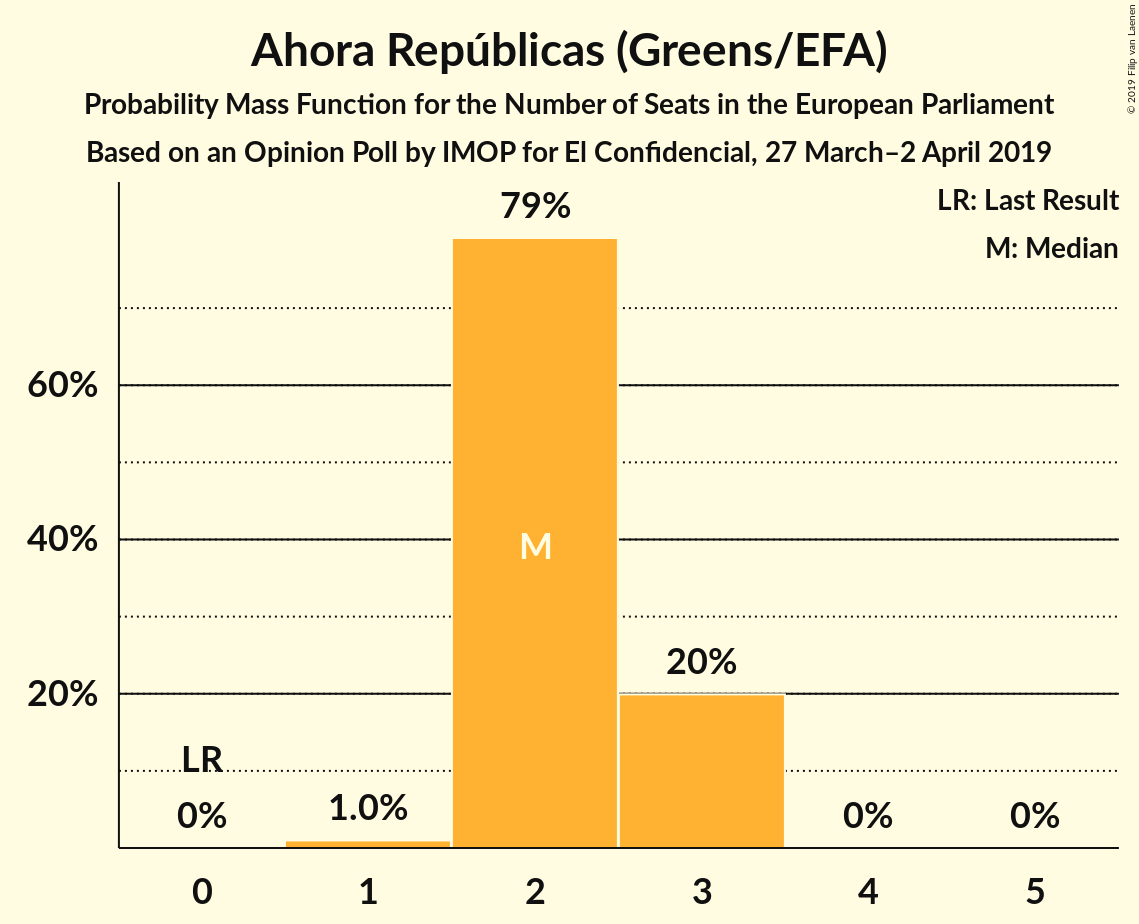 Ahora Repúblicas (Greens/EFA)
Probability Mass Function for the Number of Seats in the European Parliament
Based on an Opinion Poll by IMOP for El Confidencial, 27 March–2 April 2019
© 2019 Filip van Laenen
LR: Last Result
M: Median
79%
60%
40%
20%
M
20%
LR
0%
1.0%
0%
0%
0 1 2 3 4 5